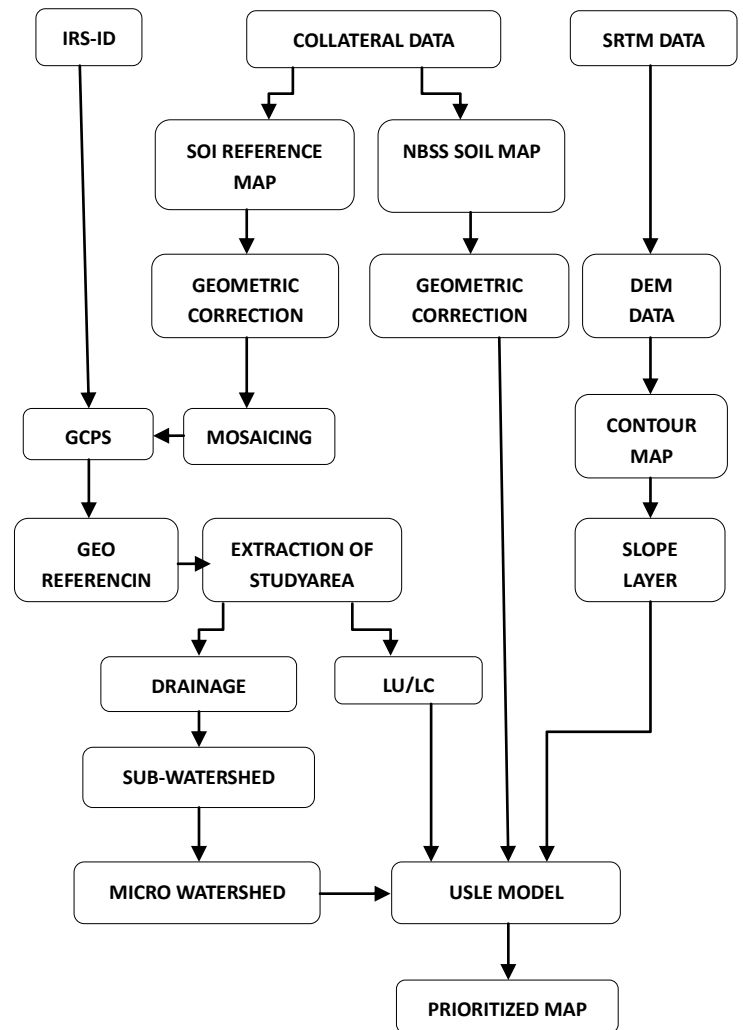 IRS-ID
COLLATERAL DATA
SRTM DATA
SOI REFERENCE
MAP
NBSS SOIL MAP
GEOMETRIC
CORRECTION
GEOMETRIC
CORRECTION
DEM
DATA
GCPS
MOSAICING
CONTOUR
MAP
GEO
REFERENCIN
EXTRACTION OF
STUDYAREA
SLOPE
LAYER
DRAINAGE
LU/LC
SUB-WATERSHED
MICRO WATERSHED
USLE MODEL
PRIORITIZED MAP